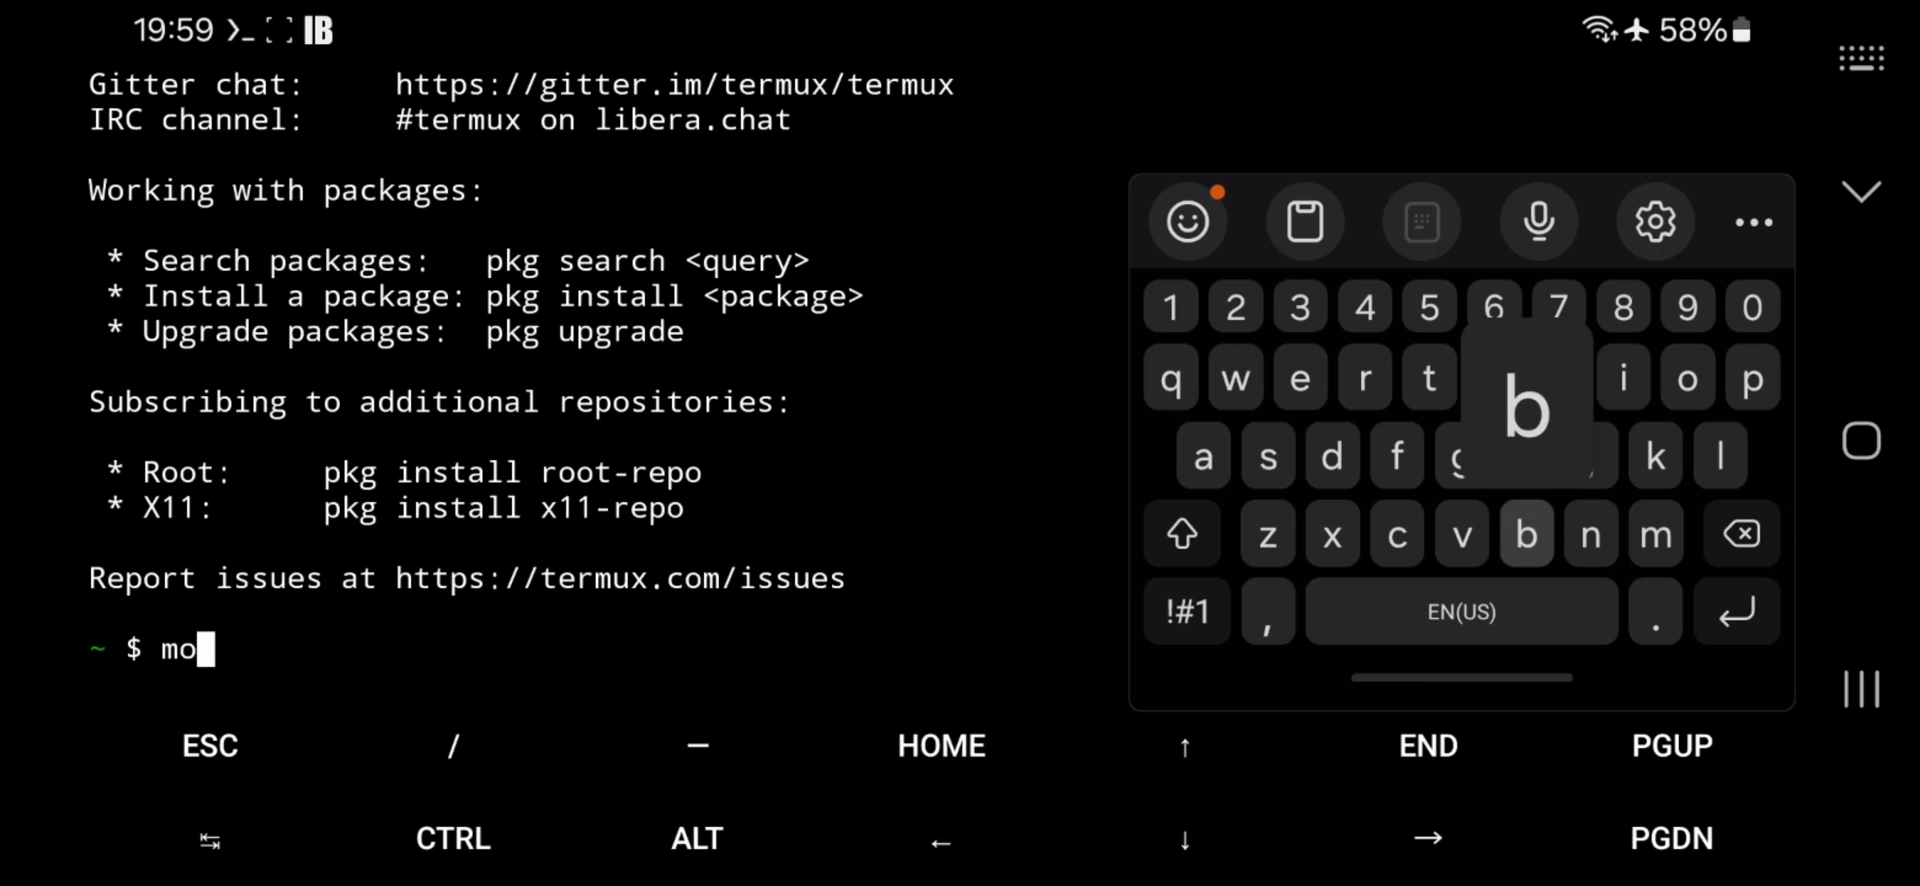 19:59 58%
Gitter chat: https://gitter.im/termux/termux
IRC channel: #termux on libera.chat
Working with packages:
* Search packages: pkg search <query>
* Install a package: pkg install <package>
* Upgrade packages: pkg upgrade
Subscribing to additional repositories:
* Root: pkg install root-repo
* X11: pkg install x11-repo
Report issues at https://termux.com/issues
~ $ mo
1 2 3 4 5 6 7 8 9 0
q w e r t i o p
b
a s d f g k l
z x c v b n m
!#1 , EN(US) .
ESC / — HOME ↑ END PGUP
↹ CTRL ALT ← ↓ → PGDN